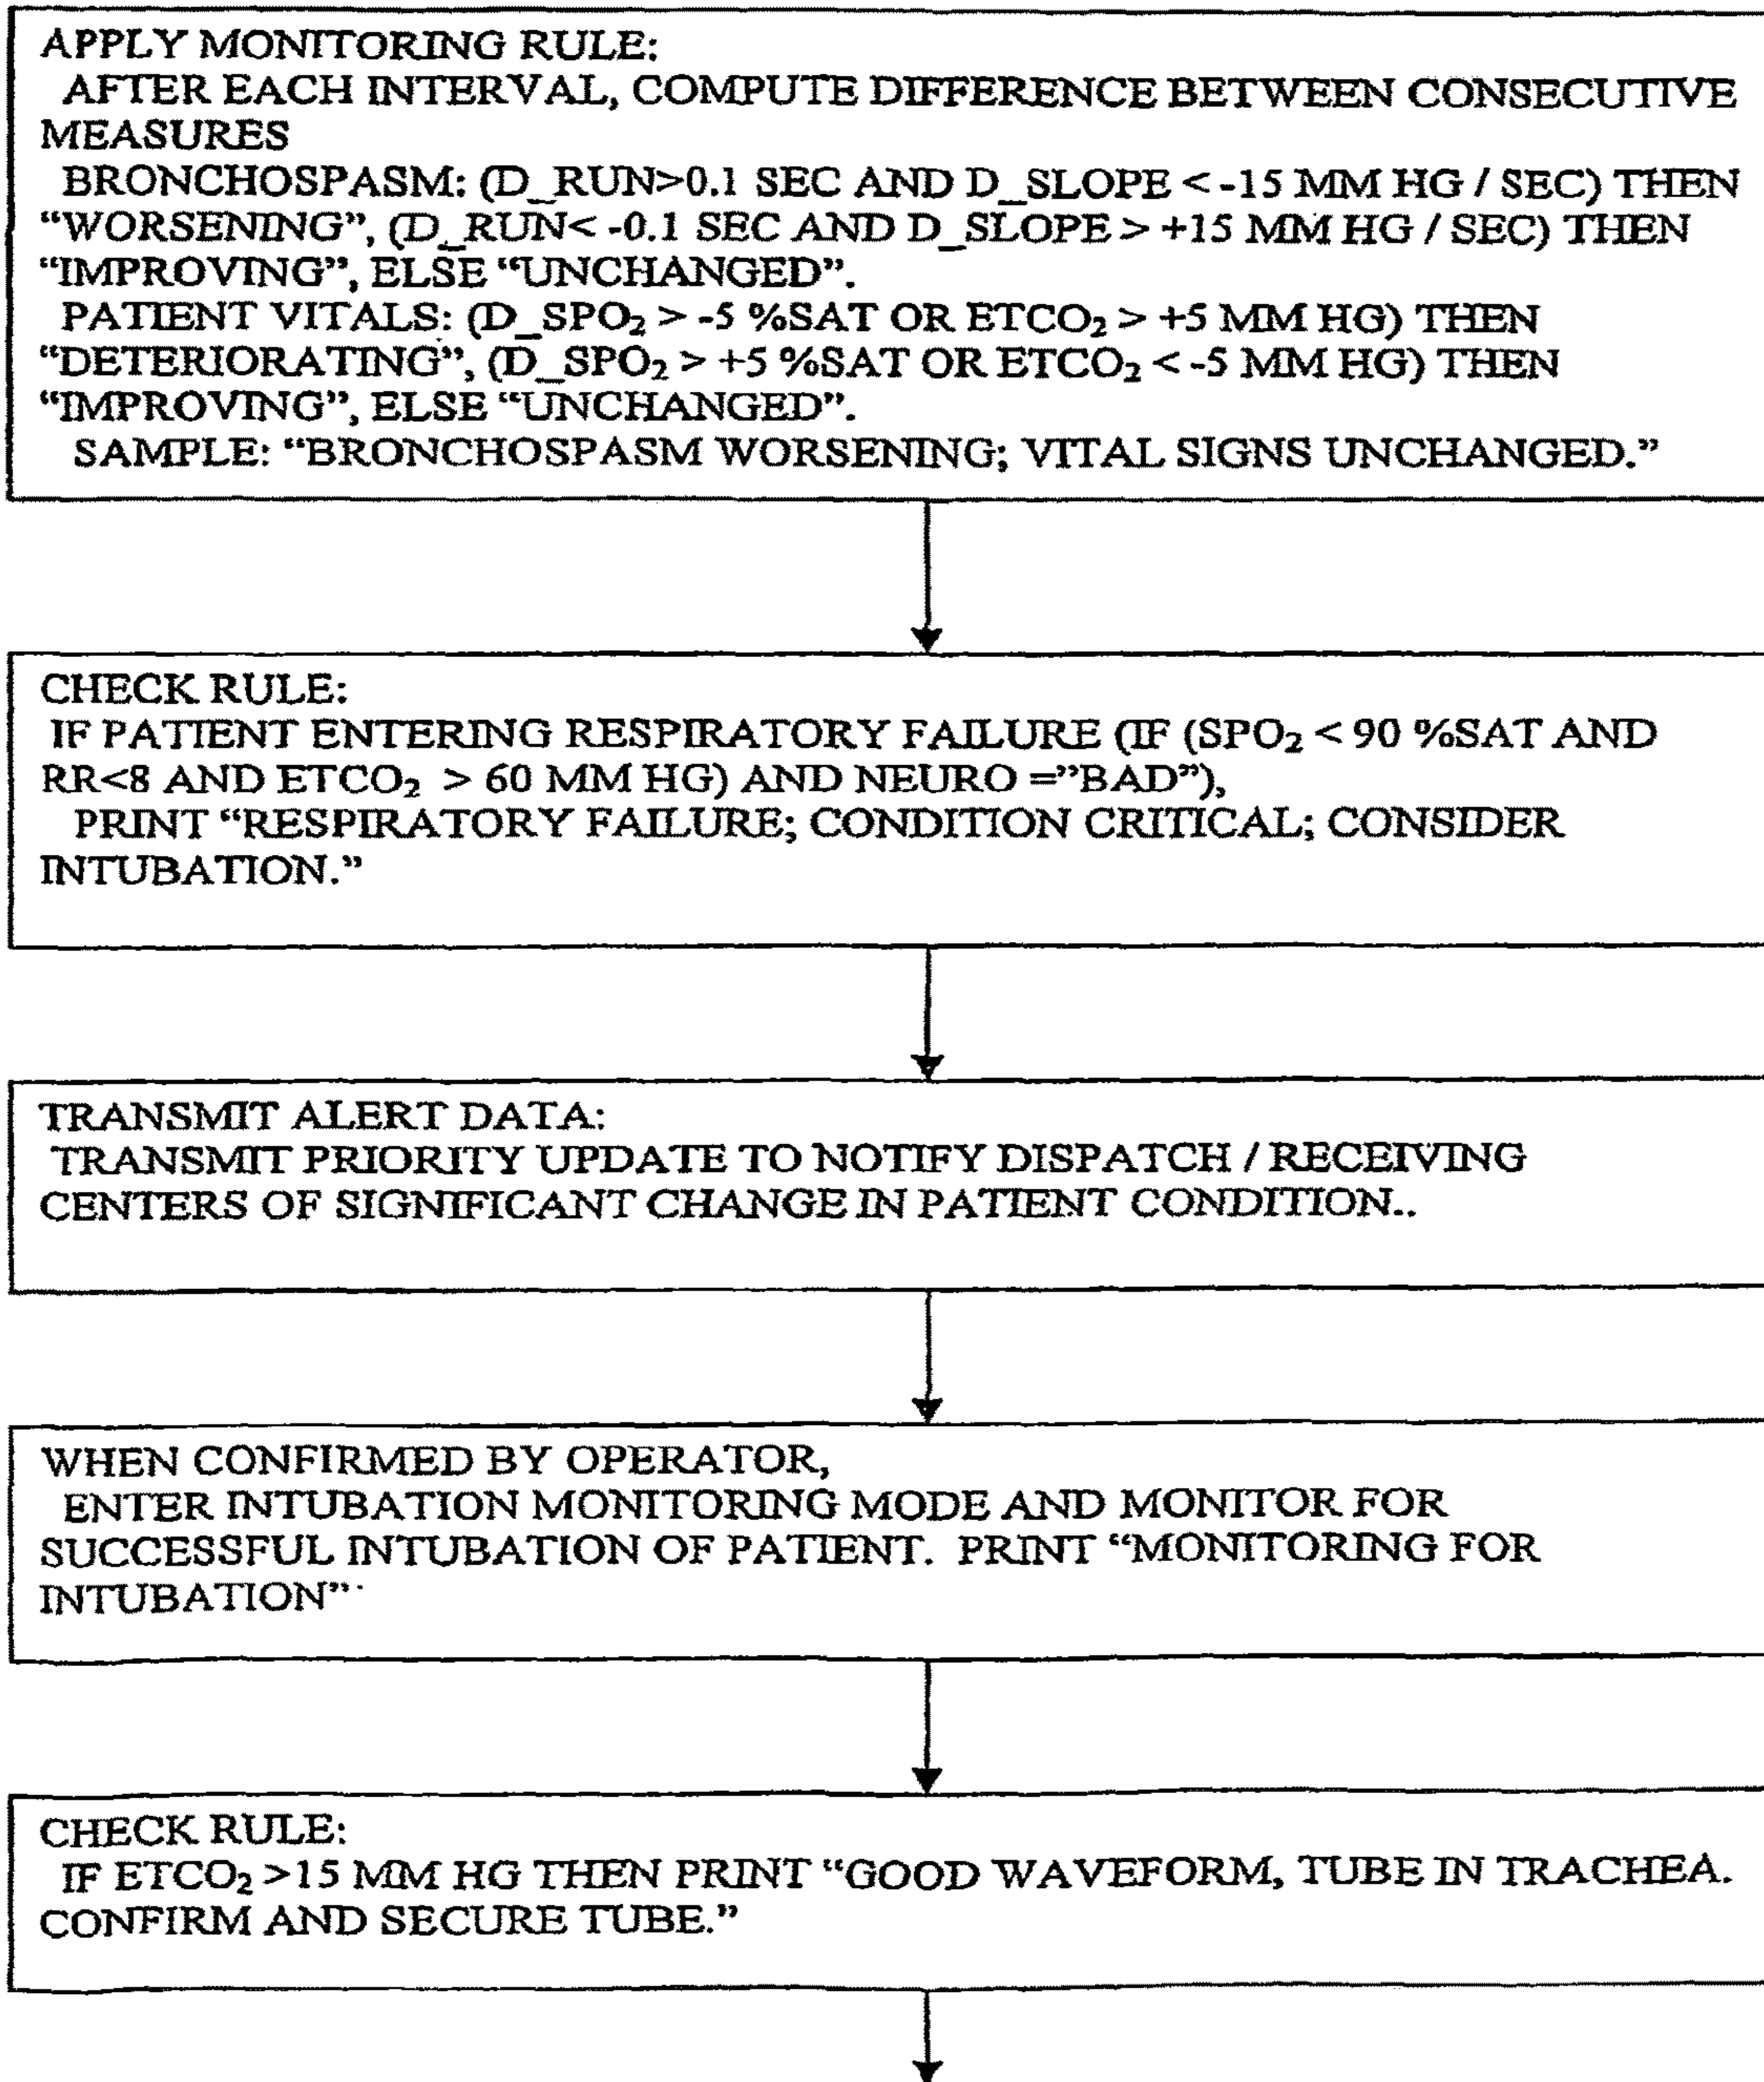 APPLY MONITORING RULE:
AFTER EACH INTERVAL, COMPUTE DIFFERENCE BETWEEN CONSECUTIVE
MEASURES
BRONCHOSPASM: (D_RUN>0.1 SEC AND D_SLOPE < -15 MM HG / SEC) THEN
“WORSENING”, (D_RUN< -0.1 SEC AND D_SLOPE > +15 MM HG / SEC) THEN
“IMPROVING”, ELSE “UNCHANGED”.
PATIENT VITALS: (D_SPO₂ > -5 %SAT OR ETCO₂ > +5 MM HG) THEN
“DETERIORATING”, (D_SPO₂ > +5 %SAT OR ETCO₂ < -5 MM HG) THEN
“IMPROVING”, ELSE “UNCHANGED”.
SAMPLE: “BRONCHOSPASM WORSENING; VITAL SIGNS UNCHANGED.”
CHECK RULE:
IF PATIENT ENTERING RESPIRATORY FAILURE (IF (SPO₂ < 90 %SAT AND
RR<8 AND ETCO₂ > 60 MM HG) AND NEURO =”BAD”),
PRINT “RESPIRATORY FAILURE; CONDITION CRITICAL; CONSIDER
INTUBATION.”
TRANSMIT ALERT DATA:
TRANSMIT PRIORITY UPDATE TO NOTIFY DISPATCH / RECEIVING
CENTERS OF SIGNIFICANT CHANGE IN PATIENT CONDITION..
WHEN CONFIRMED BY OPERATOR,
ENTER INTUBATION MONITORING MODE AND MONITOR FOR
SUCCESSFUL INTUBATION OF PATIENT. PRINT “MONITORING FOR
INTUBATION”
CHECK RULE:
IF ETCO₂ >15 MM HG THEN PRINT “GOOD WAVEFORM, TUBE IN TRACHEA.
CONFIRM AND SECURE TUBE.”